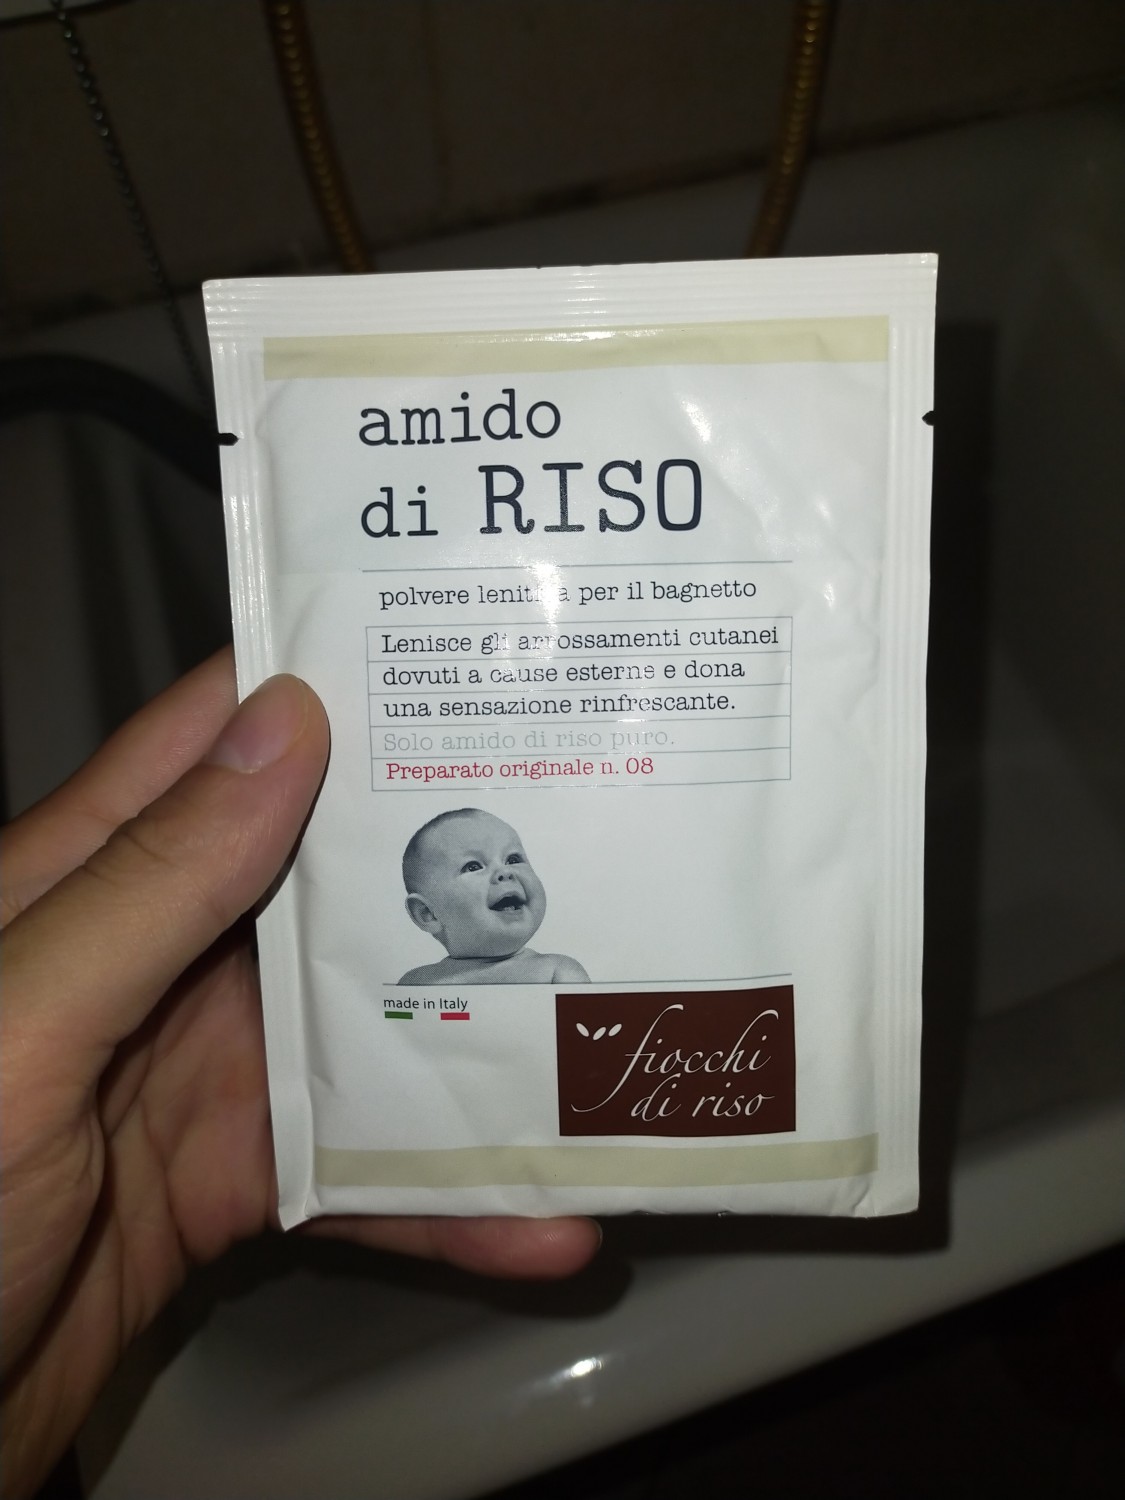 amido
di RISO
polvere lenitiva per il bagnetto
Lenisce gli arrossamenti cutanei
dovuti a cause esterne e dona
una sensazione rinfrescante.
Solo amido di riso puro.
Preparato originale n. 08
made in Italy
fiocchi
di riso